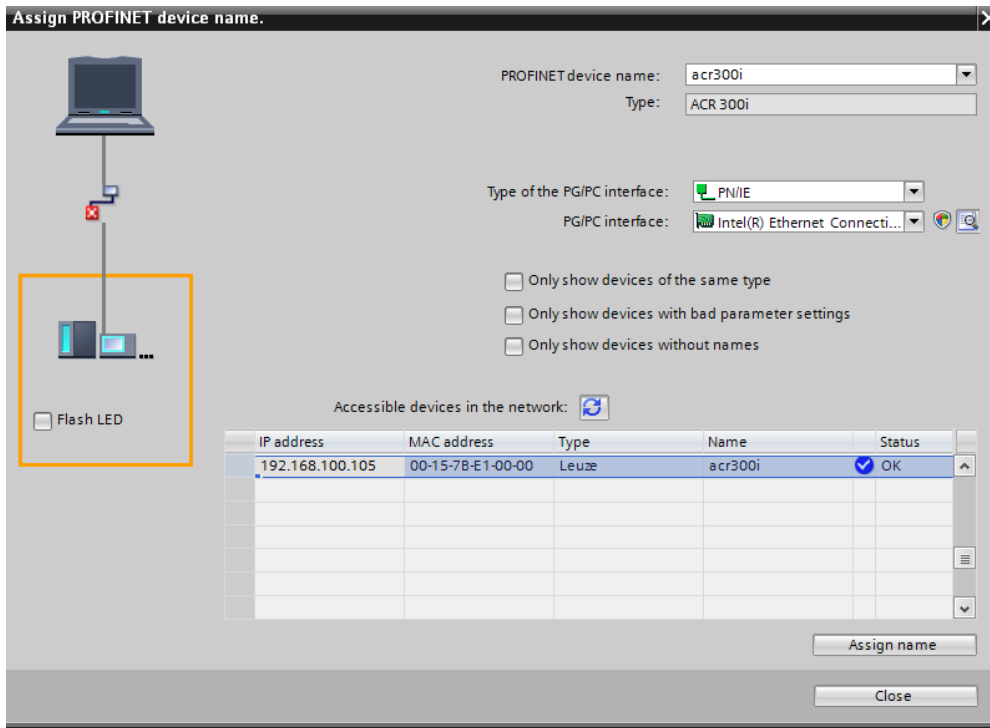 Assign PROFINET device name.
PROFINET device name: acr300i
Type: ACR 300i
Type of the PG/PC interface: PN/IE
PG/PC interface: Intel(R) Ethernet Connecti...
Only show devices of the same type
Only show devices with bad parameter settings
Only show devices without names
Flash LED
Accessible devices in the network:
IP address MAC address Type Name Status
192.168.100.105 00-15-7B-E1-00-00 Leuze acr300i OK
Assign name
Close